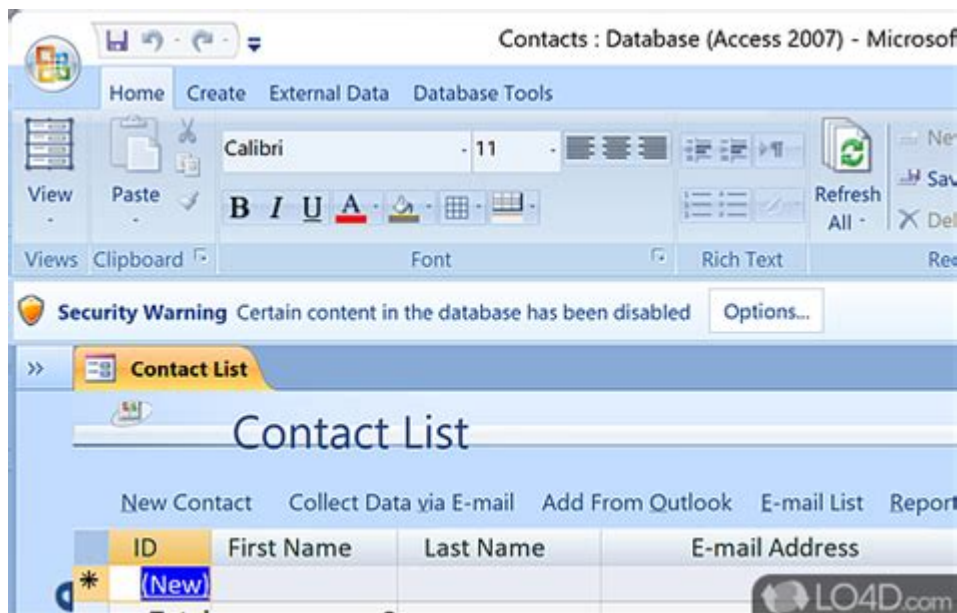 Contacts : Database (Access 2007) - Microsof
Home Create External Data Database Tools
Calibri 11
View Paste B I U A Refresh All
Views Clipboard Font Rich Text
Security Warning Certain content in the database has been disabled Options...
Contact List
Contact List
New Contact Collect Data via E-mail Add From Outlook E-mail List Report
ID First Name Last Name E-mail Address
* (New)
LO4D.com